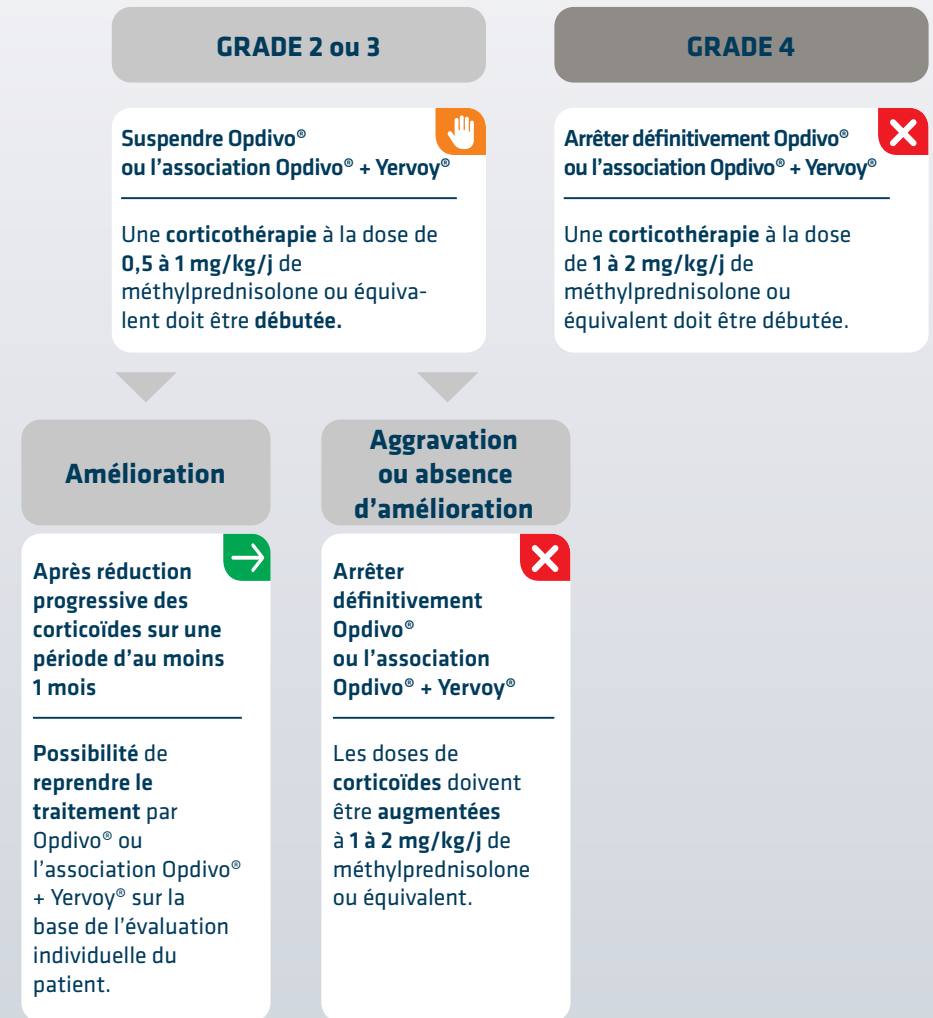 GRADE 2 ou 3
Suspendre Opdivo®
ou l'association Opdivo® + Yervoy®
Une corticothérapie à la dose de
0,5 à 1 mg/kg/j de
méthylprednisolone ou équiva-
lent doit être débutée.
GRADE 4
Arrêter définitivement Opdivo®
ou l'association Opdivo® + Yervoy®
Une corticothérapie à la dose
de 1 à 2 mg/kg/j de
méthylprednisolone ou
équivalent doit être débutée.
Amélioration
Après réduction
progressive des
corticoïdes sur une
période d'au moins
1 mois
Possibilité de
reprendre le
traitement par
Opdivo® ou
l'association Opdivo®
+ Yervoy® sur la
base de l'évaluation
individuelle du
patient.
Aggravation
ou absence
d'amélioration
Arrêter
définitivement
Opdivo®
ou l'association
Opdivo® + Yervoy®
Les doses de
corticoïdes doivent
être augmentées
à 1 à 2 mg/kg/j de
méthylprednisolone
ou équivalent.